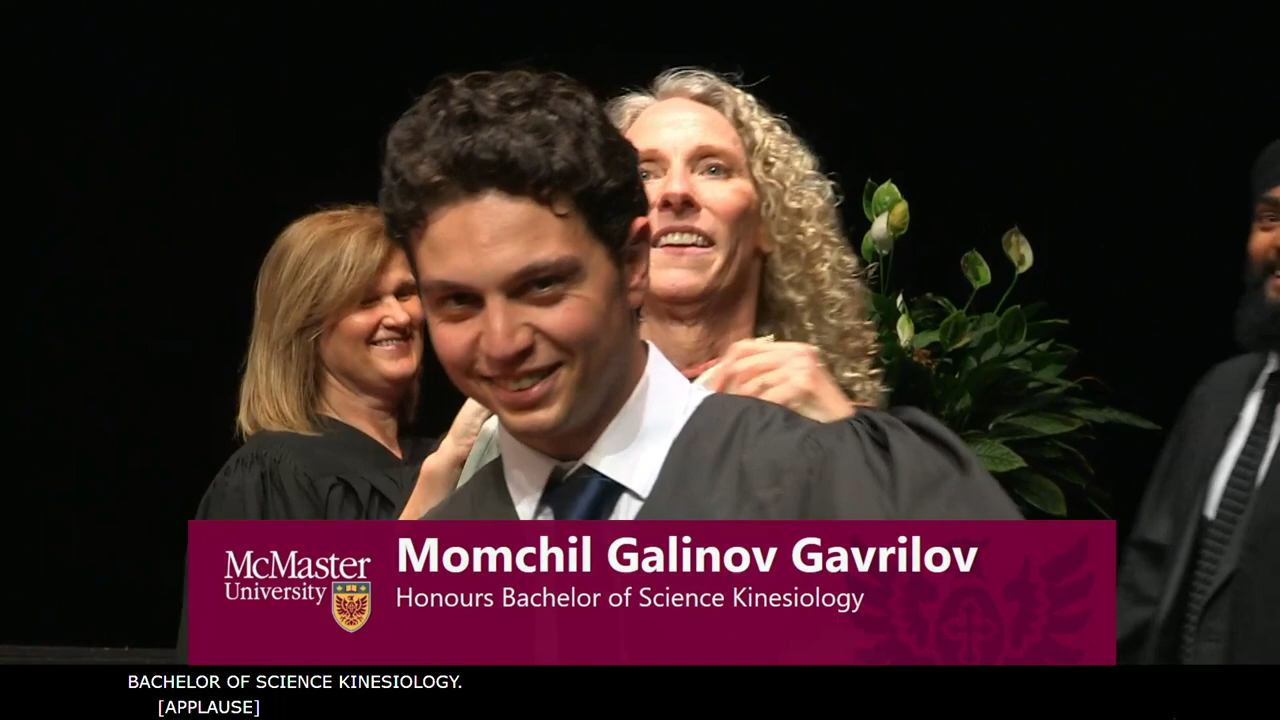 Momchil Galinov Gavrilov
McMaster
University
Honours Bachelor of Science Kinesiology
BACHELOR OF SCIENCE KINESIOLOGY.
[APPLAUSE]